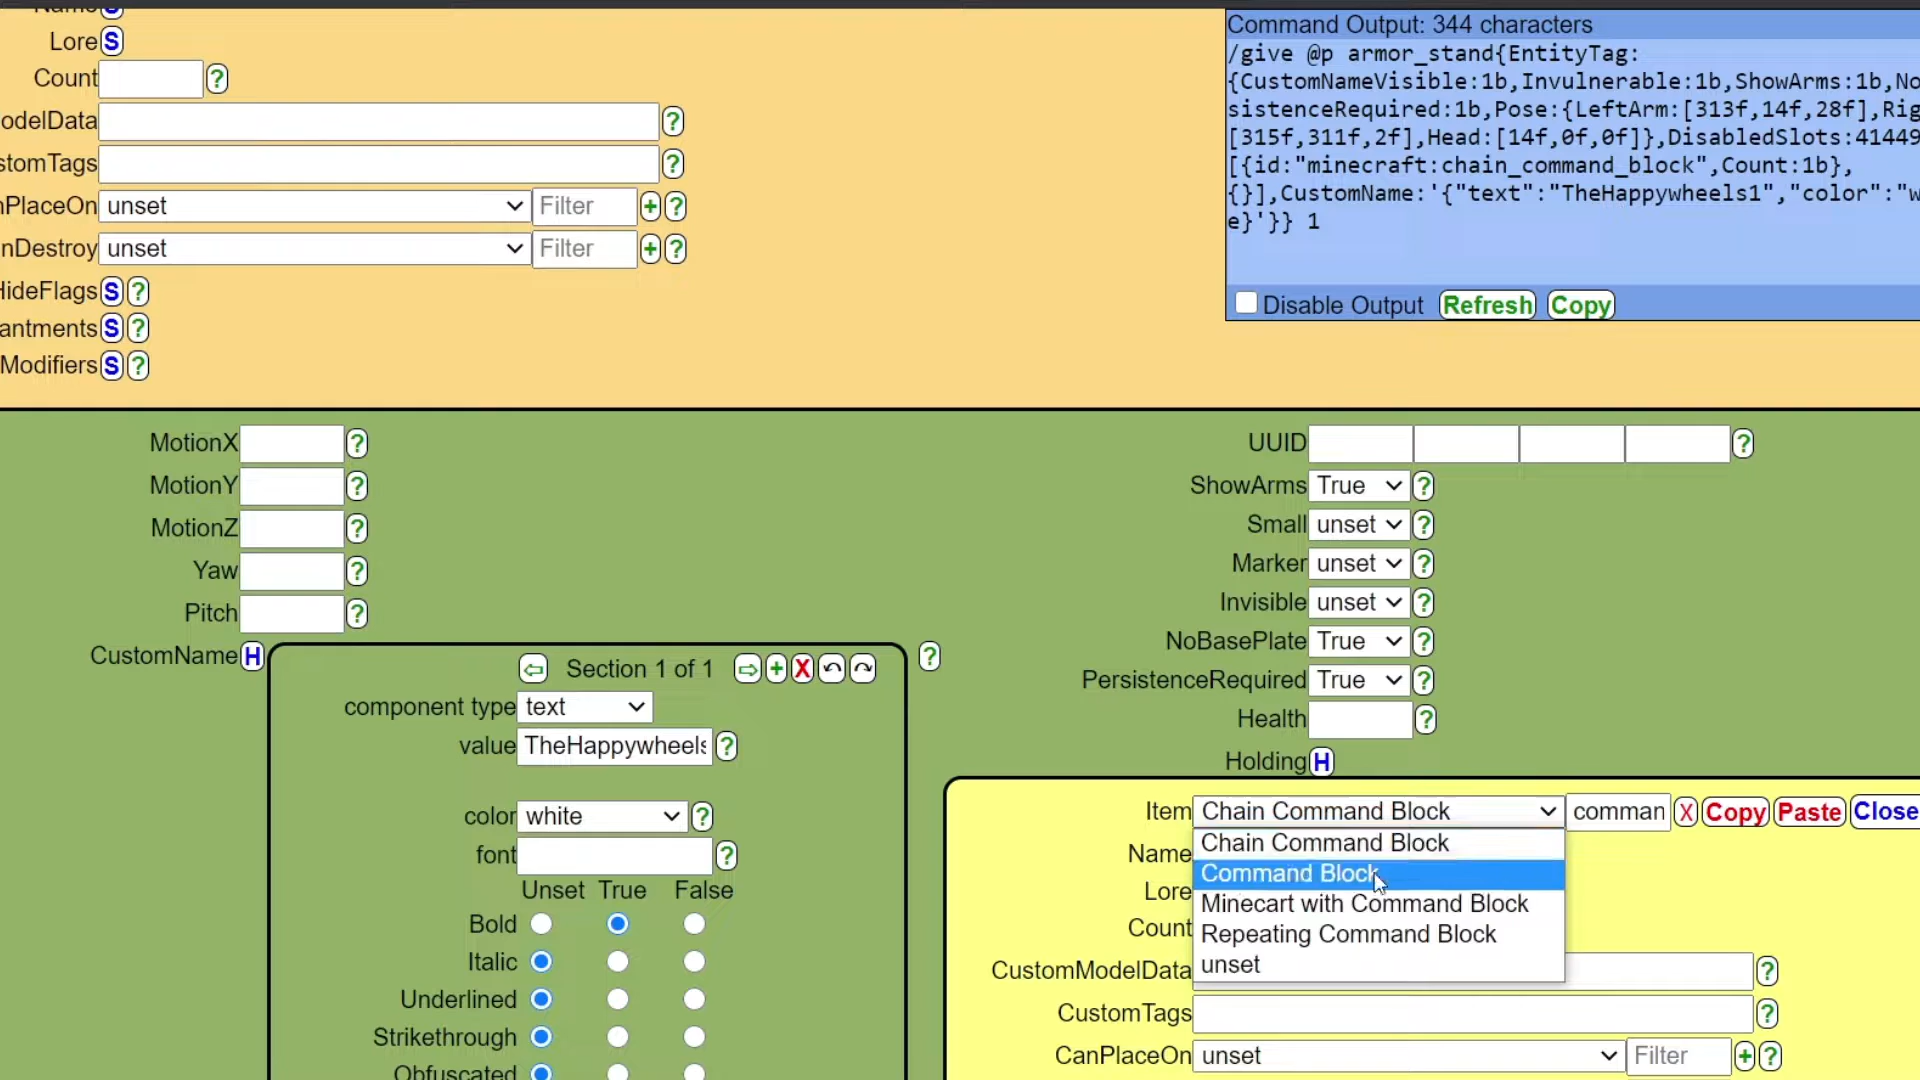 Name S
Lore S
Count ?
odelData ?
stomTags ?
nPlaceOn unset Filter + ?
nDestroy unset Filter + ?
HideFlags S ?
antments S ?
Modifiers S ?
Command Output: 344 characters
/give @p armor_stand{EntityTag:
{CustomNameVisible:1b,Invulnerable:1b,ShowArms:1b,No
sistenceRequired:1b,Pose:{LeftArm:[313f,14f,28f],Rig
[315f,311f,2f],Head:[14f,0f,0f]},DisabledSlots:41449
[{id:"minecraft:chain_command_block",Count:1b},
{}],CustomName:'{"text":"TheHappywheels1","color":"w
e}'}} 1
Disable Output Refresh Copy
MotionX ?
MotionY ?
MotionZ ?
Yaw ?
Pitch ?
CustomName H
Section 1 of 1 + X ?
component type text
value TheHappywheels ?
color white ?
font ?
Unset True False
Bold
Italic
Underlined
Strikethrough
Obfuscated
UUID ?
ShowArms True ?
Small unset ?
Marker unset ?
Invisible unset ?
NoBasePlate True ?
PersistenceRequired True ?
Health ?
Holding H
Item Chain Command Block comman X Copy Paste Close
Chain Command Block
Command Block
Minecart with Command Block
Repeating Command Block
unset
Name
Lore
Count
CustomModelData ?
CustomTags ?
CanPlaceOn unset Filter + ?